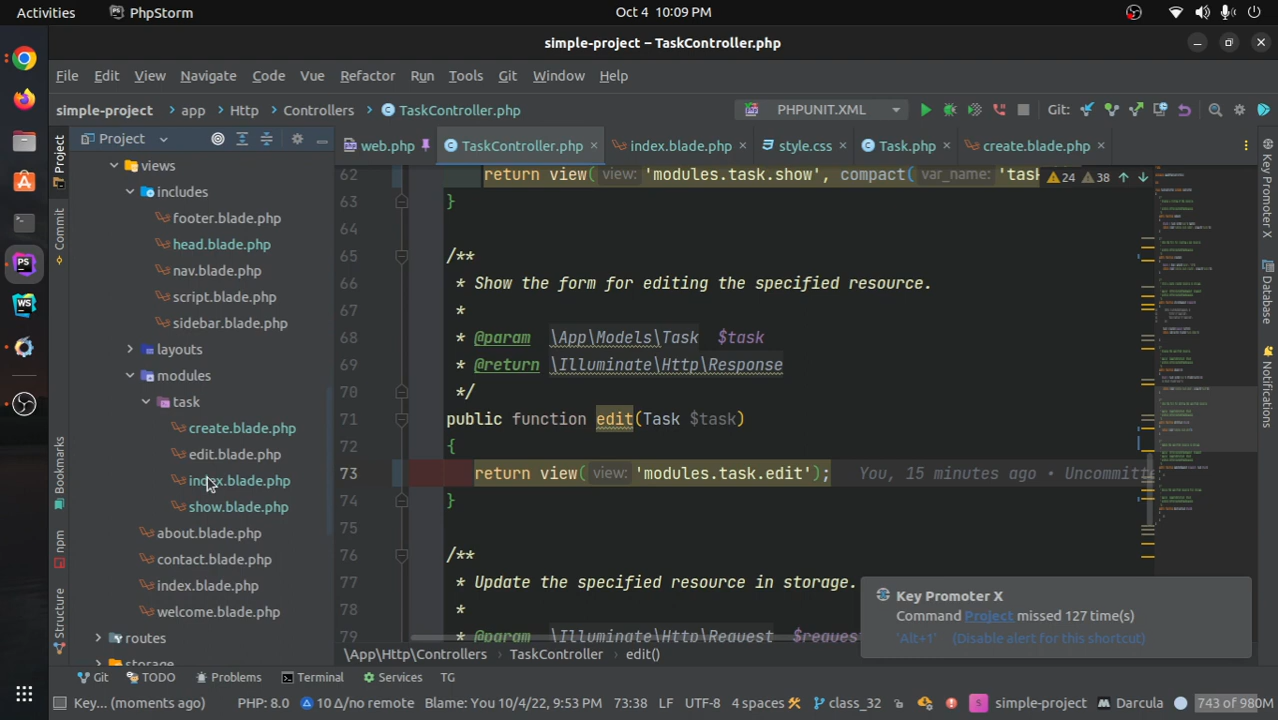 Activities PhpStorm Oct 4 10:09 PM
simple-project – TaskController.php
File Edit View Navigate Code Vue Refactor Run Tools Git Window Help
simple-project app Http Controllers TaskController.php PHPUNIT.XML Git:
Project web.php TaskController.php index.blade.php style.css Task.php create.blade.php
views
includes
footer.blade.php
head.blade.php
nav.blade.php
script.blade.php
sidebar.blade.php
layouts
modules
task
create.blade.php
edit.blade.php
index.blade.php
show.blade.php
about.blade.php
contact.blade.php
index.blade.php
welcome.blade.php
routes
storage
Project
Commit
Bookmarks
npm
Structure
62 return view( view: 'modules.task.show', compact( var_name: 'task 24 38
63 }
64
65 /**
66 * Show the form for editing the specified resource.
67 *
68 * @param \App\Models\Task $task
69 * @return \Illuminate\Http\Response
70 */
71 public function edit(Task $task)
72 {
73 return view( view: 'modules.task.edit'); You, 15 minutes ago • Uncommitte
74 }
75
76 /**
77 * Update the specified resource in storage.
78 *
79 * @param \Illuminate\Http\Request $reques
Key Promoter X
Database
Notifications
Key Promoter X
Command Project missed 127 time(s)
'Alt+1' (Disable alert for this shortcut)
\App\Http\Controllers TaskController edit()
Git TODO Problems Terminal Services TG
Key... (moments ago) PHP: 8.0 10 Δ/no remote Blame: You 10/4/22, 9:53 PM 73:38 LF UTF-8 4 spaces class_32 S simple-project Darcula 743 of 980M